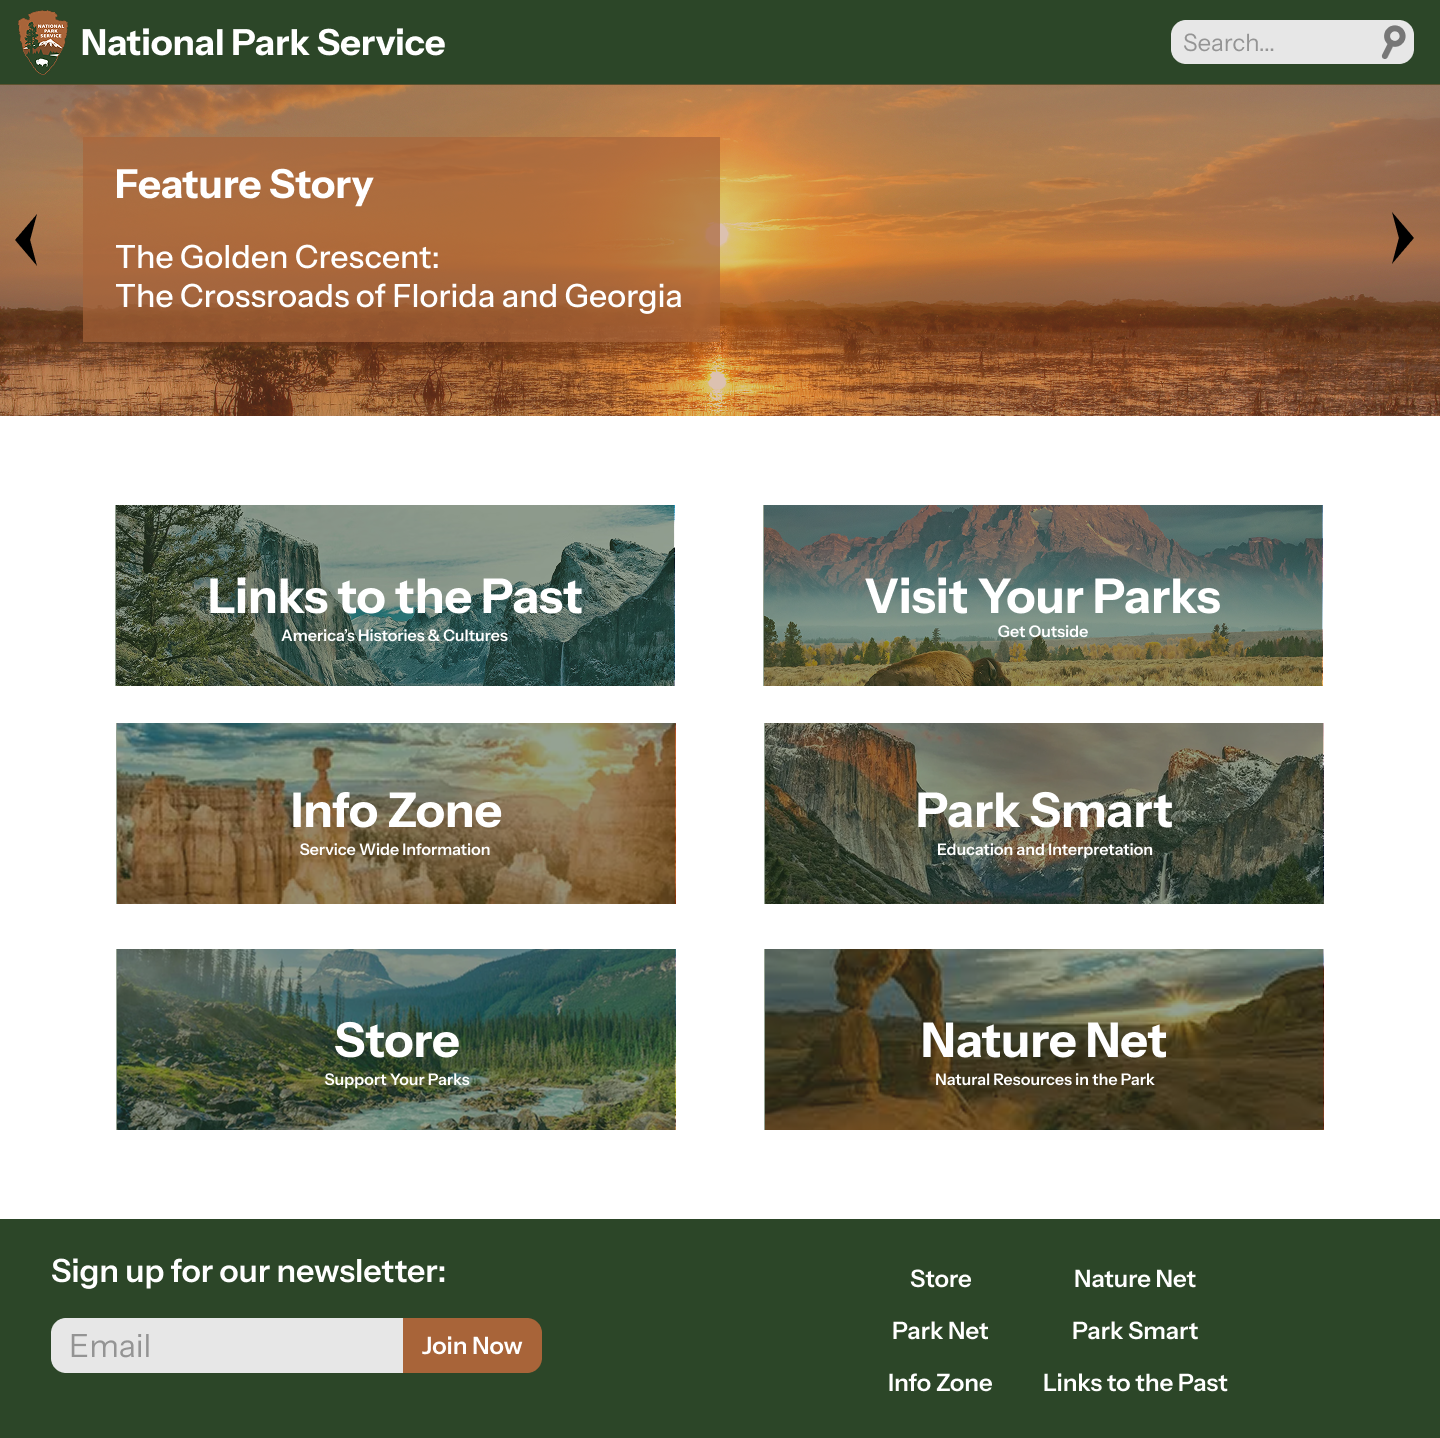 NATIONAL
PARK
SERVICE
National Park Service
Search...
Feature Story
The Golden Crescent:
The Crossroads of Florida and Georgia
Links to the Past
America's Histories & Cultures
Visit Your Parks
Get Outside
Info Zone
Service Wide Information
Park Smart
Education and Interpretation
Store
Support Your Parks
Nature Net
Natural Resources in the Park
Sign up for our newsletter:
Email
Join Now
Store
Nature Net
Park Net
Park Smart
Info Zone
Links to the Past